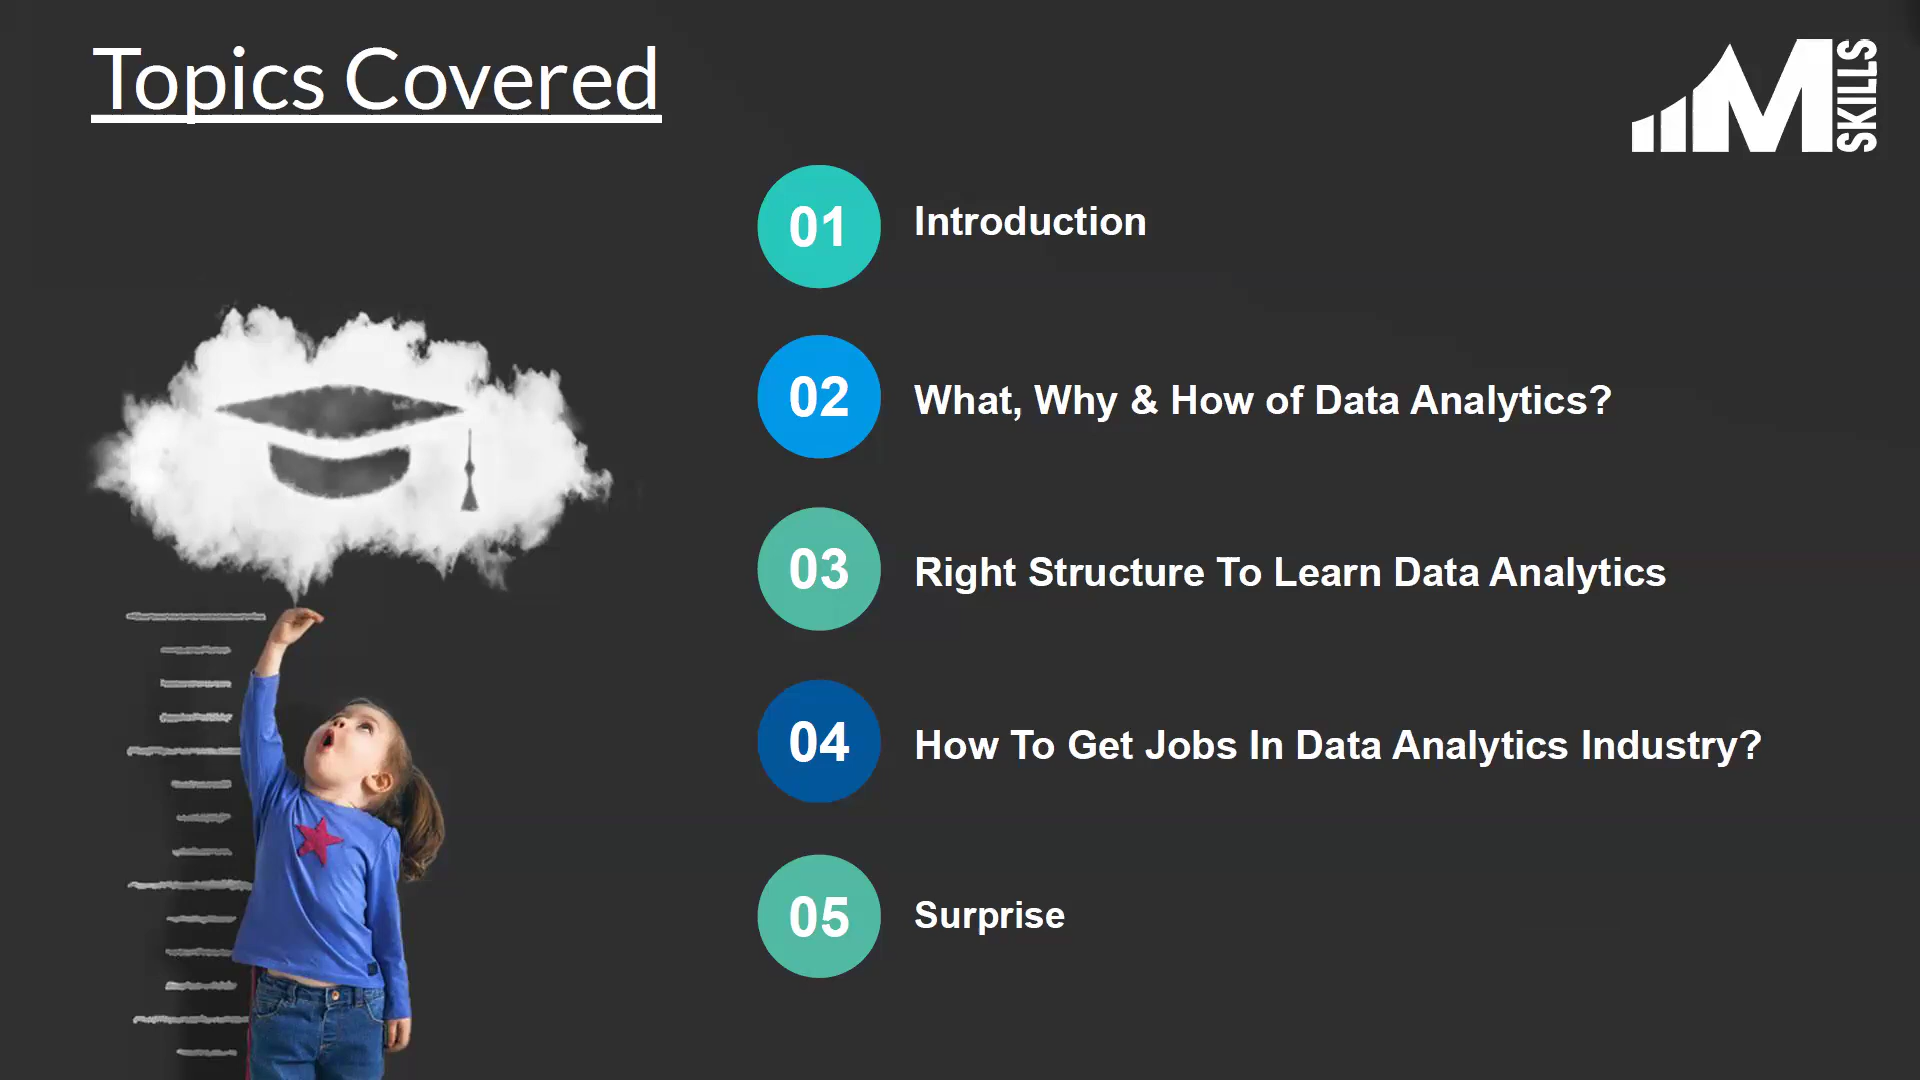 Topics Covered
M SKILLS
01 Introduction
02 What, Why & How of Data Analytics?
03 Right Structure To Learn Data Analytics
04 How To Get Jobs In Data Analytics Industry?
05 Surprise